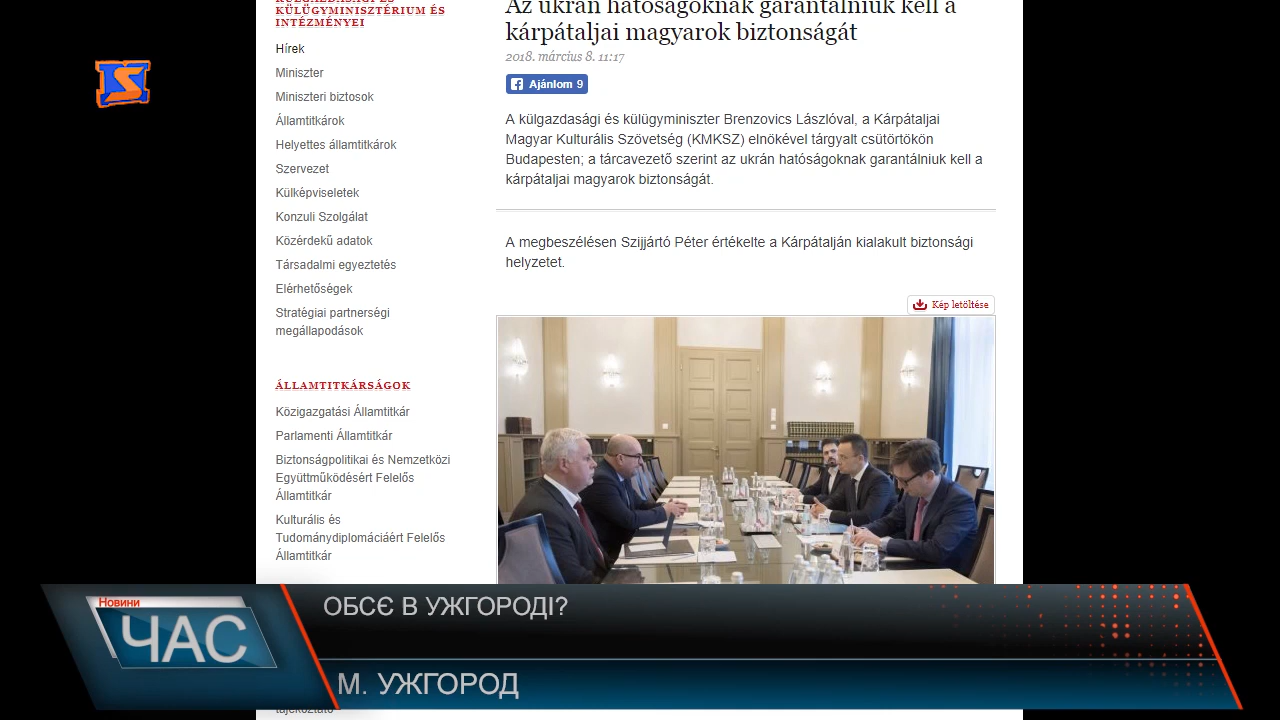 KÜLGAZDASÁGI ÉS
KÜLÜGYMINISZTÉRIUM ÉS
INTÉZMÉNYEI
Hírek
Miniszter
Miniszteri biztosok
Államtitkárok
Helyettes államtitkárok
Szervezet
Külképviseletek
Konzuli Szolgálat
Közérdekű adatok
Társadalmi egyeztetés
Elérhetőségek
Stratégiai partnerségi
megállapodások
ÁLLAMTITKÁRSÁGOK
Közigazgatási Államtitkár
Parlamenti Államtitkár
Biztonságpolitikai és Nemzetközi
Együttműködésért Felelős
Államtitkár
Kulturális és
Tudománydiplomáciáért Felelős
Államtitkár
tájékoztató
Az ukrán hatóságoknak garantálniuk kell a
kárpátaljai magyarok biztonságát
2018. március 8. 11:17
Ajánlom 9
A külgazdasági és külügyminiszter Brenzovics Lászlóval, a Kárpátaljai
Magyar Kulturális Szövetség (KMKSZ) elnökével tárgyalt csütörtökön
Budapesten; a tárcavezető szerint az ukrán hatóságoknak garantálniuk kell a
kárpátaljai magyarok biztonságát.
A megbeszélésen Szijjártó Péter értékelte a Kárpátalján kialakult biztonsági
helyzetet.
Kép letöltése
Новини
ЧАС
ОБСЄ В УЖГОРОДІ?
М. УЖГОРОД